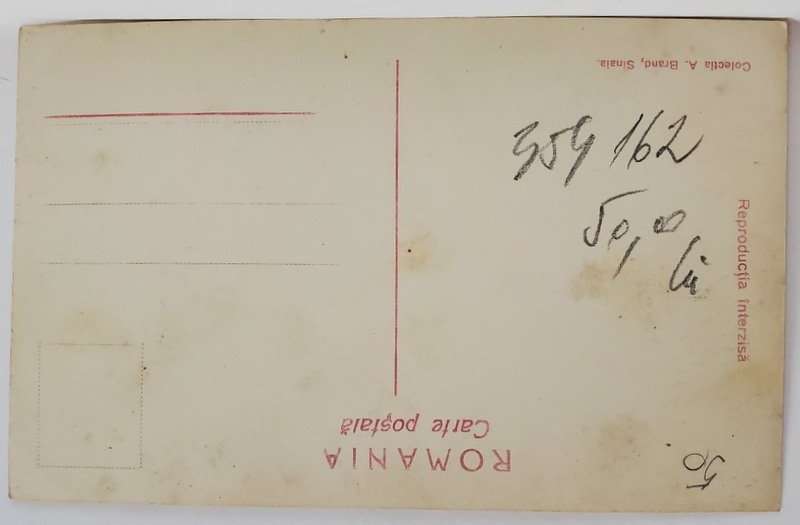 ROMANIA
Carte poștală
Colecția A. Brand, Sinaia.
Reproducția interzisă
359 162
50,00
lei
50